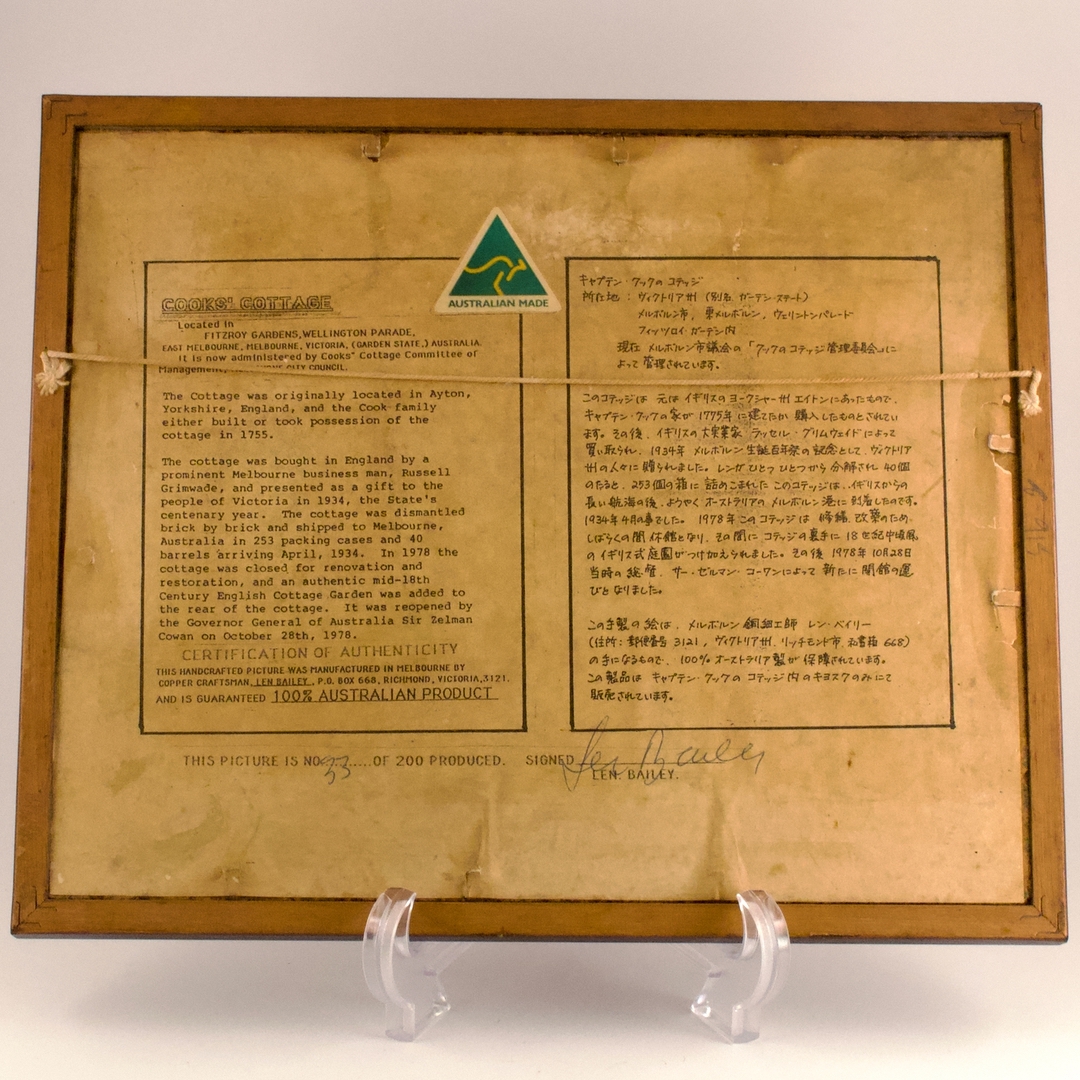 AUSTRALIAN MADE
COOKS' COTTAGE
Located in
FITZROY GARDENS, WELLINGTON PARADE,
EAST MELBOURNE, MELBOURNE, VICTORIA, (GARDEN STATE,) AUSTRALIA.
It is now administered by Cooks' Cottage Committee of
Management, CITY COUNCIL.
The Cottage was originally located in Ayton,
Yorkshire, England, and the Cook family
either built or took possession of the
cottage in 1755.
The cottage was bought in England by a
prominent Melbourne business man, Russell
Grimwade, and presented as a gift to the
people of Victoria in 1934, the State's
centenary year. The cottage was dismantled
brick by brick and shipped to Melbourne,
Australia in 253 packing cases and 40
barrels arriving April, 1934. In 1978 the
cottage was closed for renovation and
restoration, and an authentic mid-18th
Century English Cottage Garden was added to
the rear of the cottage. It was reopened by
the Governor General of Australia Sir Zelman
Cowan on October 28th, 1978.
CERTIFICATION OF AUTHENTICITY
THIS HANDCRAFTED PICTURE WAS MANUFACTURED IN MELBOURNE BY
COPPER CRAFTSMAN, LEN BAILEY, P.O. BOX 668, RICHMOND, VICTORIA, 3121.
AND IS GUARANTEED 100% AUSTRALIAN PRODUCT
キャプテン・クックの コテッジ
所在地 : ヴィクトリア州 (別名 ガーデン・ステート)
メルボルン市, 東メルボルン, ウェリントンパレード
フィッツロイ・ガーデン内
現在 メルボルン市議会の 「クックのコテッジ管理委員会」に
よって 管理されています。
このコテッジは 元は イギリスの ヨークシャー州 エイトンにあったもので、
キャプテン・クックの家が 1775年 に建てたか 購入したものとされてい
ます。その後、イギリスの 大実業家 ラッセル・グリムウェイドによって
買い取られ、1934年 メルボルン 生誕百年祭の記念として、ヴィクトリア
州の人々に 贈られました。レンガ ひとつ ひとつから 分解され 40個
のたると、253個の箱に 詰めこまれた このコテッジは、イギリスからの
長い航海の後、ようやく オーストラリアの メルボルン 港に 到着したのです。
1934年 4月の事でした。 1978年 このコテッジは 修繕、改築のため、
しばらくの間 休館となり、その間に コテッジの裏手に 18世紀中頃風
の イギリス式庭園が つけ加えられました。その後 1978年 10月28日
当時の 総督、サー・ゼルマン・コーワンによって 新たに 開館の運
びと なりました。
この手製の絵は、メルボルン 銅細工師 レン・ベイリー
(住所: 郵便番号 3121, ヴィクトリア州, リッチモンド市, 私書箱 668)
の手になるもので、100% オーストラリア製が 保障されています。
この製品は キャプテン・クックの コテッジ内の キヨスクのみにて
販売されています。
THIS PICTURE IS NO 33 ..... OF 200 PRODUCED. SIGNED Len Bailey
LEN. BAILEY.